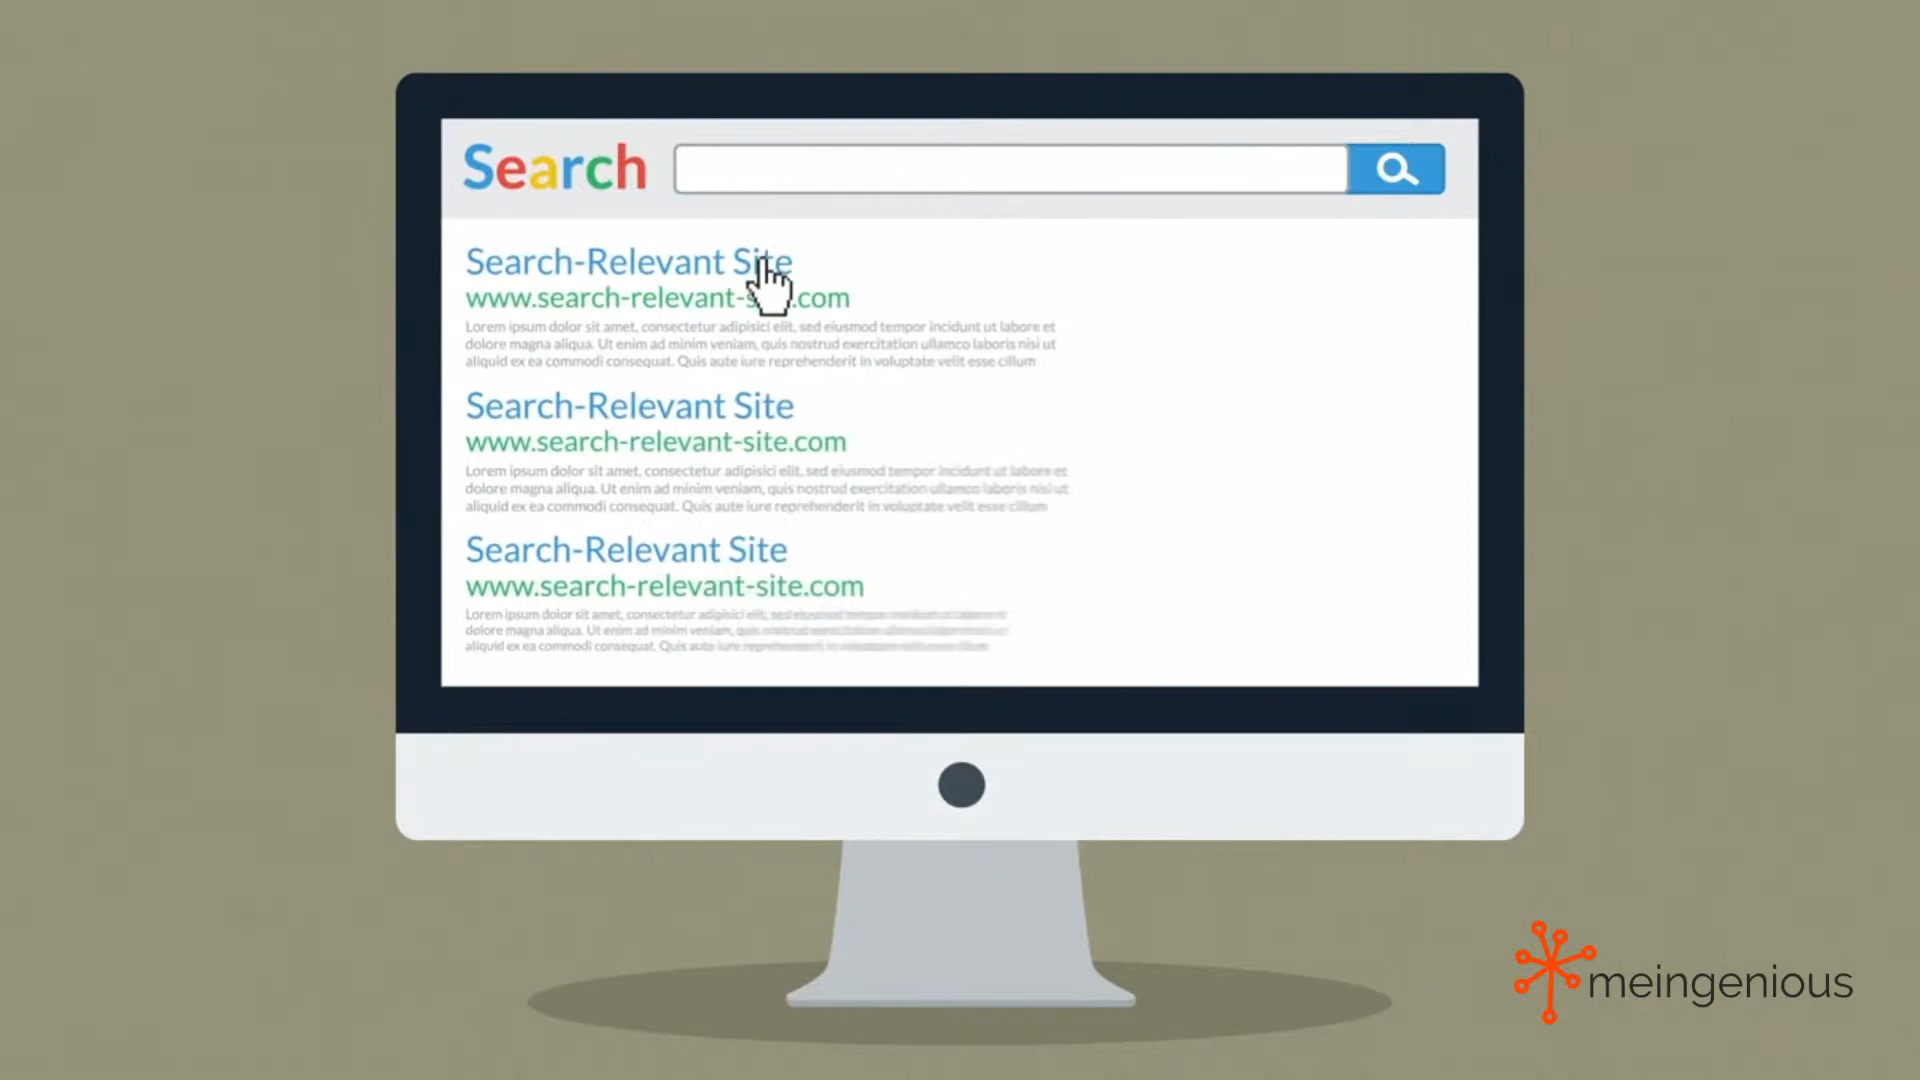 Search
Search-Relevant Site
www.search-relevant-s .com
Lorem ipsum dolor sit amet, consectetur adipisici elit, sed eiusmod tempor incidunt ut labore et
dolore magna aliqua. Ut enim ad minim veniam, quis nostrud exercitation ullamco laboris nisi ut
aliquid ex ea commodi consequat. Quis aute iure reprehenderit in voluptate velit esse cillum
Search-Relevant Site
www.search-relevant-site.com
Lorem ipsum dolor sit amet, consectetur adipisici elit, sed eiusmod tempor incidunt ut labore et
dolore magna aliqua. Ut enim ad minim veniam, quis nostrud exercitation ullamco laboris nisi ut
aliquid ex ea commodi consequat. Quis aute iure reprehenderit in voluptate velit esse cillum
Search-Relevant Site
www.search-relevant-site.com
Lorem ipsum dolor sit amet, consectetur adipisici elit, sed
dolore magna aliqua. Ut enim ad minim veniam,
aliquid ex ea commodi consequat. Quis aute iure
meingenious